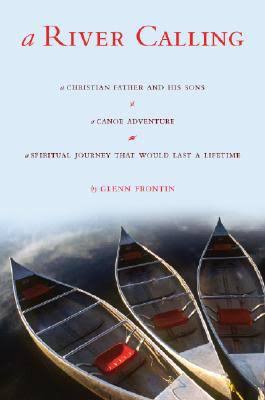 a River Calling
a Christian father and his sons
a canoe adventure
a spiritual journey that would last a lifetime
by Glenn Frontin